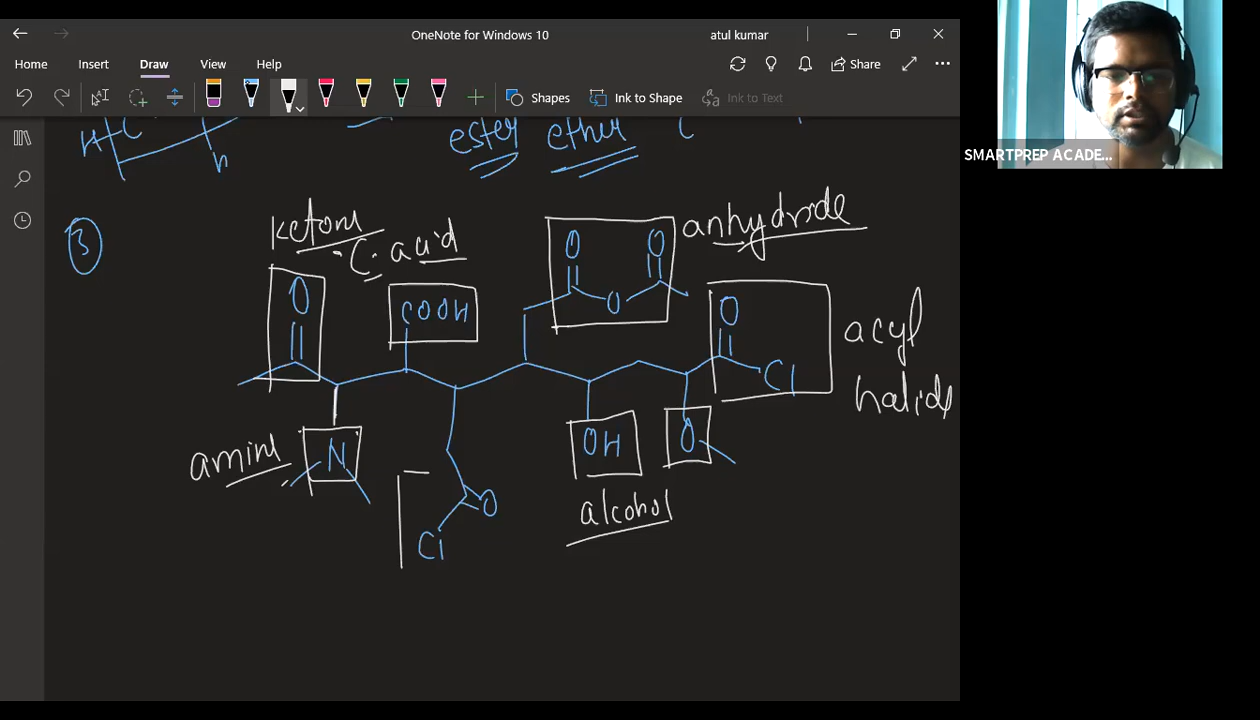 OneNote for Windows 10
atul kumar
Home Insert Draw View Help
Share
Shapes Ink to Shape Ink to Text
SMARTPREP ACADE...
ester ether
H C
h
3
ketone
C. acid
anhydride
O
COOH
O O
O
O
Cl
acyl
halide
amine
N
OH
O
alcohol
O
Cl